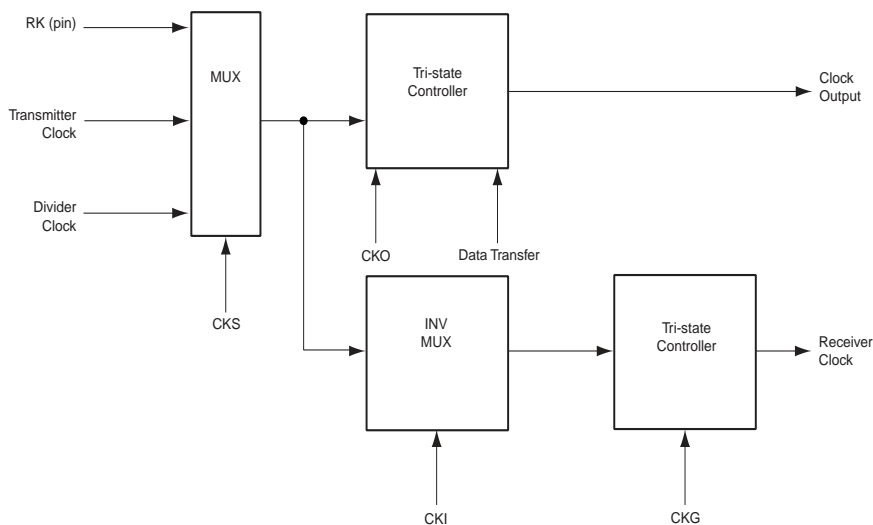 RK (pin)
MUX
Tri-state
Controller
Clock
Output
Transmitter
Clock
Divider
Clock
CKO
Data Transfer
CKS
INV
MUX
Tri-state
Controller
Receiver
Clock
CKI
CKG